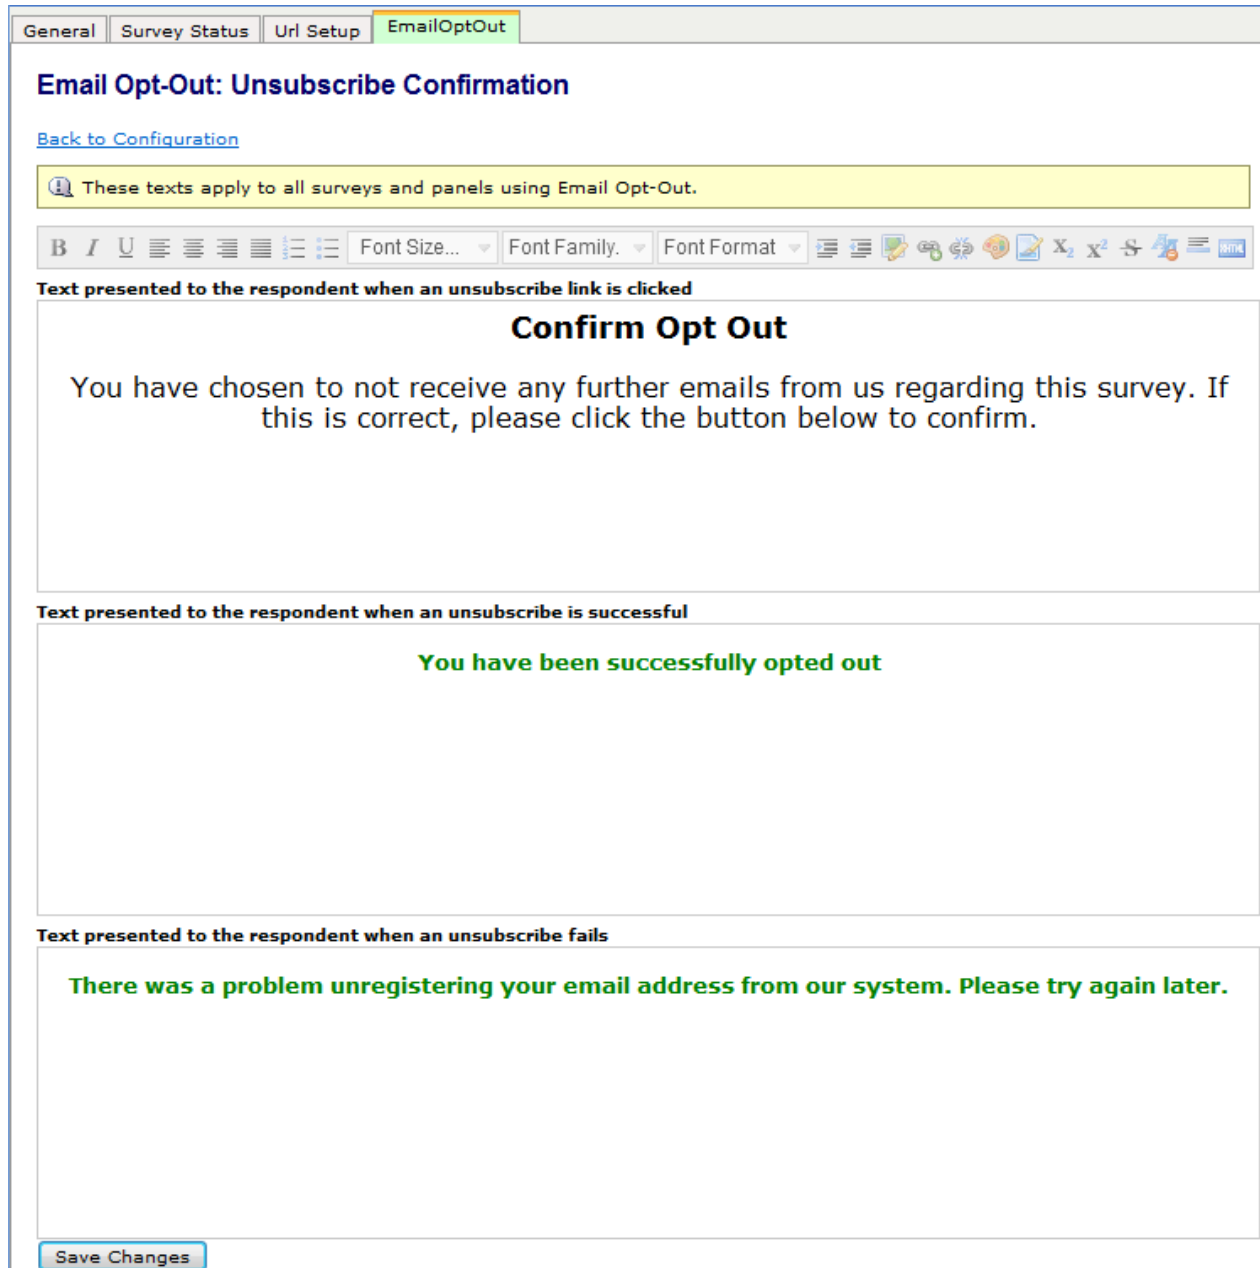 General Survey Status Url Setup EmailOptOut
Email Opt-Out: Unsubscribe Confirmation
Back to Configuration
These texts apply to all surveys and panels using Email Opt-Out.
B I U Font Size... Font Family. Font Format X2 X2 S XHTML
Text presented to the respondent when an unsubscribe link is clicked
Confirm Opt Out
You have chosen to not receive any further emails from us regarding this survey. If
this is correct, please click the button below to confirm.
Text presented to the respondent when an unsubscribe is successful
You have been successfully opted out
Text presented to the respondent when an unsubscribe fails
There was a problem unregistering your email address from our system. Please try again later.
Save Changes